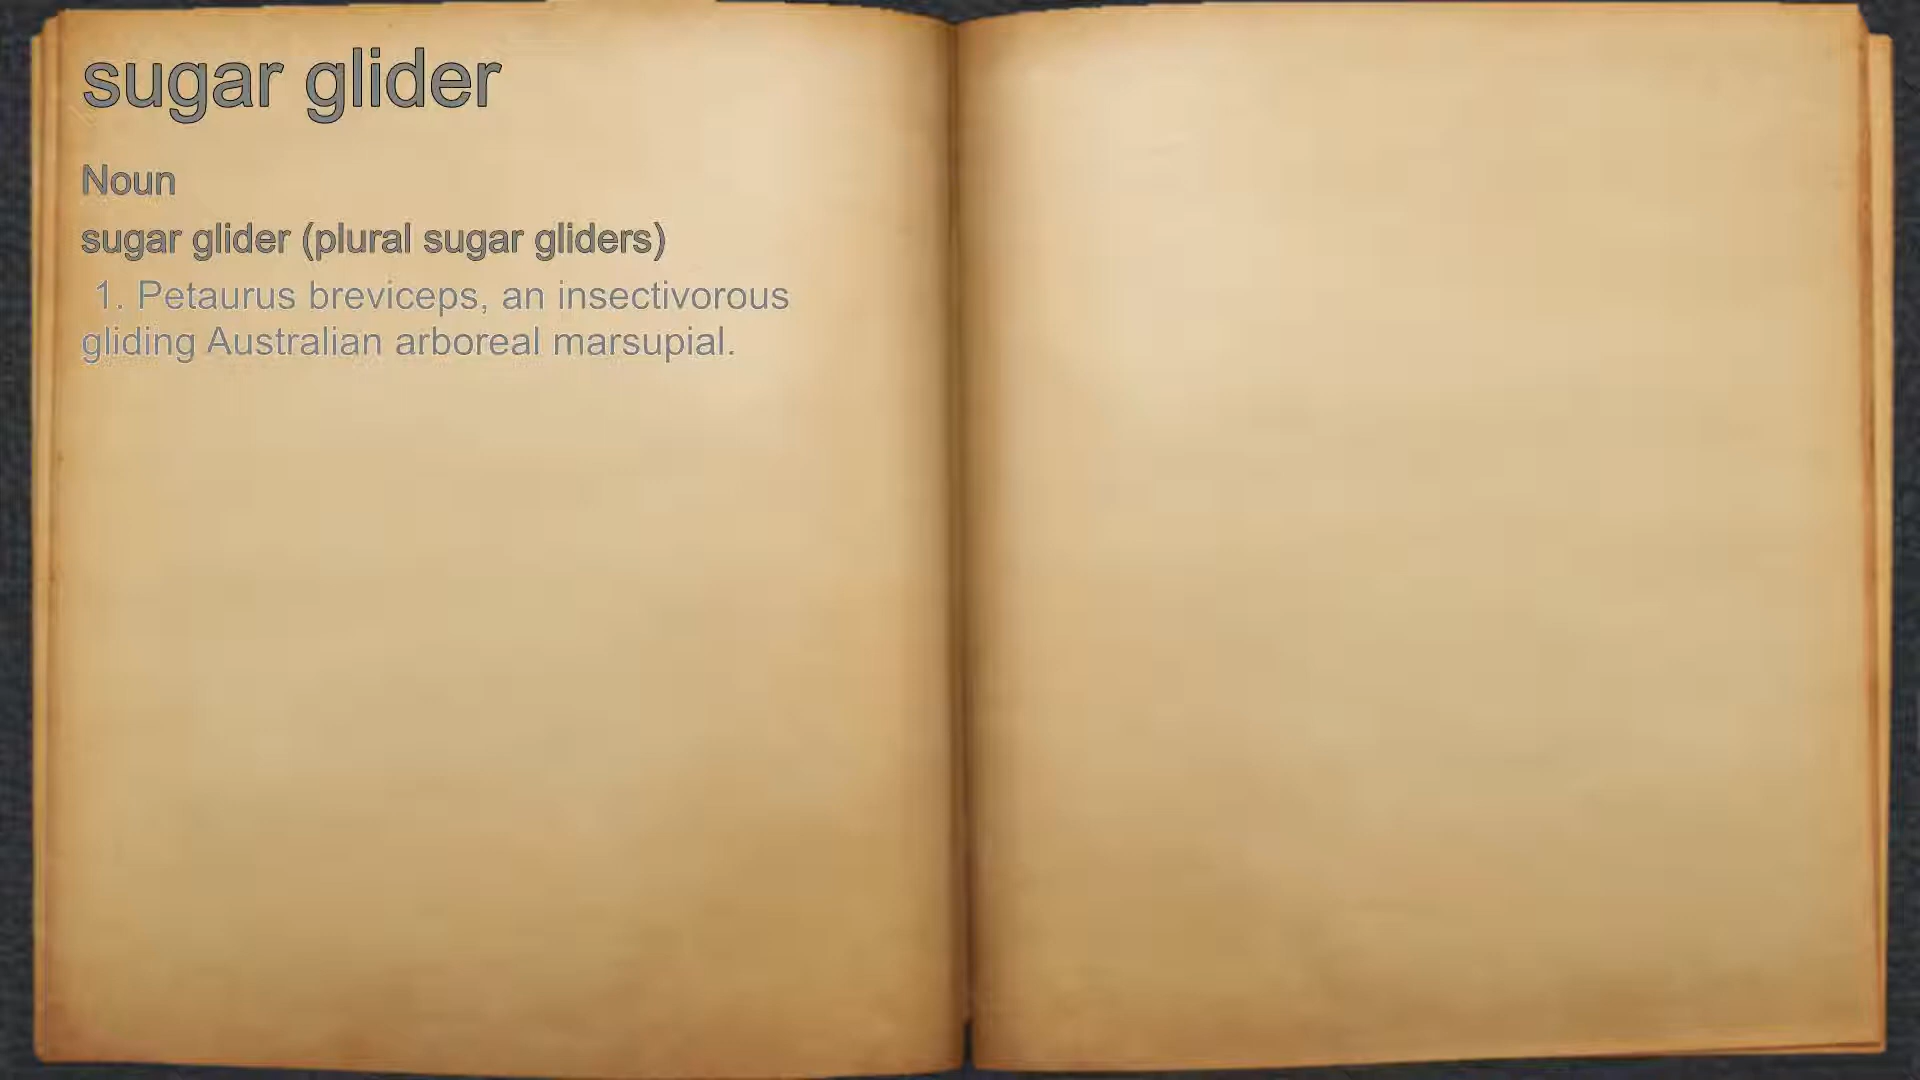 sugar glider
Noun
sugar glider (plural sugar gliders)
1. Petaurus breviceps, an insectivorous
gliding Australian arboreal marsupial.